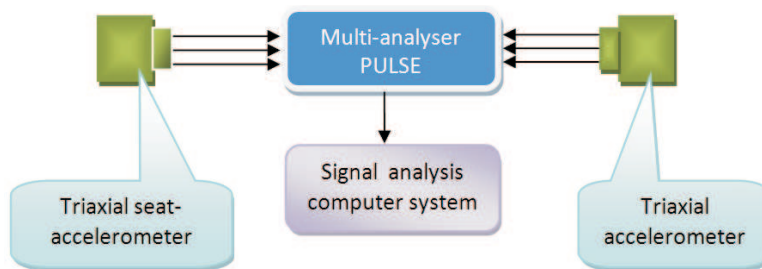 Multi-analyser
PULSE
Signal analysis
computer system
Triaxial seat-
accelerometer
Triaxial
accelerometer